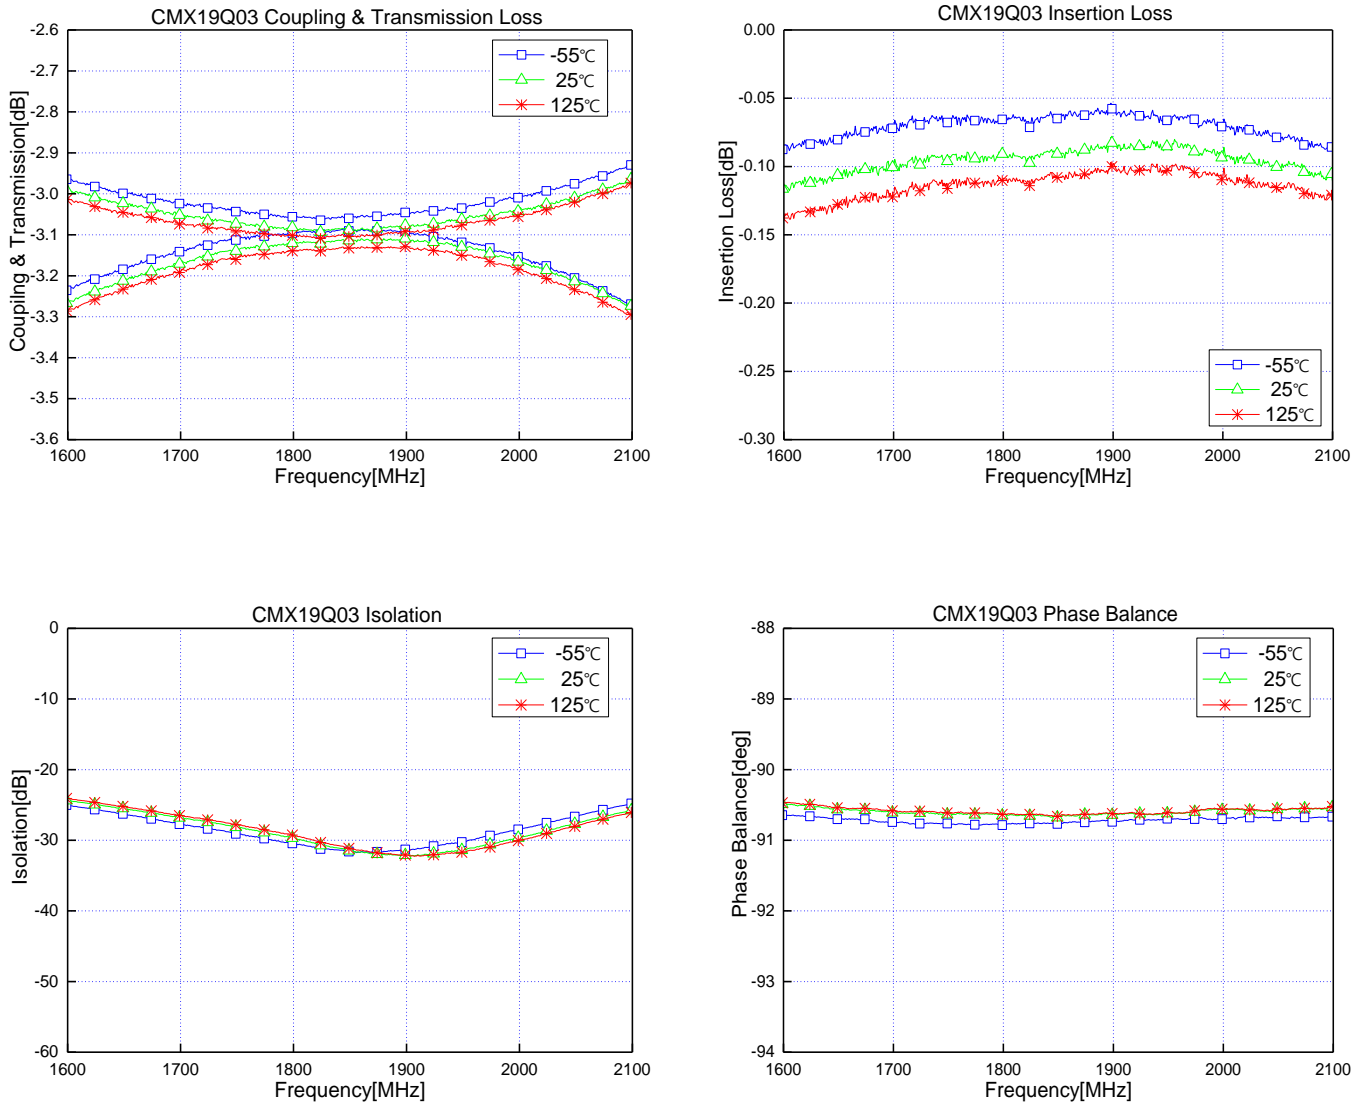 CMX19Q03 Coupling & Transmission Loss
Coupiing & Transmission[dB]
-2.6
-2.7
-2.8
-2.9
-3.0
-3.1
-3.2
-3.3
-3.4
-3.5
-3.6
-55℃
25℃
125℃
1600 1700 1800 1900 2000 2100
Frequency[MHz]
CMX19Q03 Insertion Loss
Insertion Loss[dB]
0.00
-0.05
-0.10
-0.15
-0.20
-0.25
-0.30
-55℃
25℃
125℃
1600 1700 1800 1900 2000 2100
Frequency[MHz]
CMX19Q03 Isolation
Isolation[dB]
0
-10
-20
-30
-40
-50
-60
-55℃
25℃
125℃
1600 1700 1800 1900 2000 2100
Frequency[MHz]
CMX19Q03 Phase Balance
Phase Balance[deg]
-88
-89
-90
-91
-92
-93
-94
-55℃
25℃
125℃
1600 1700 1800 1900 2000 2100
Frequency[MHz]